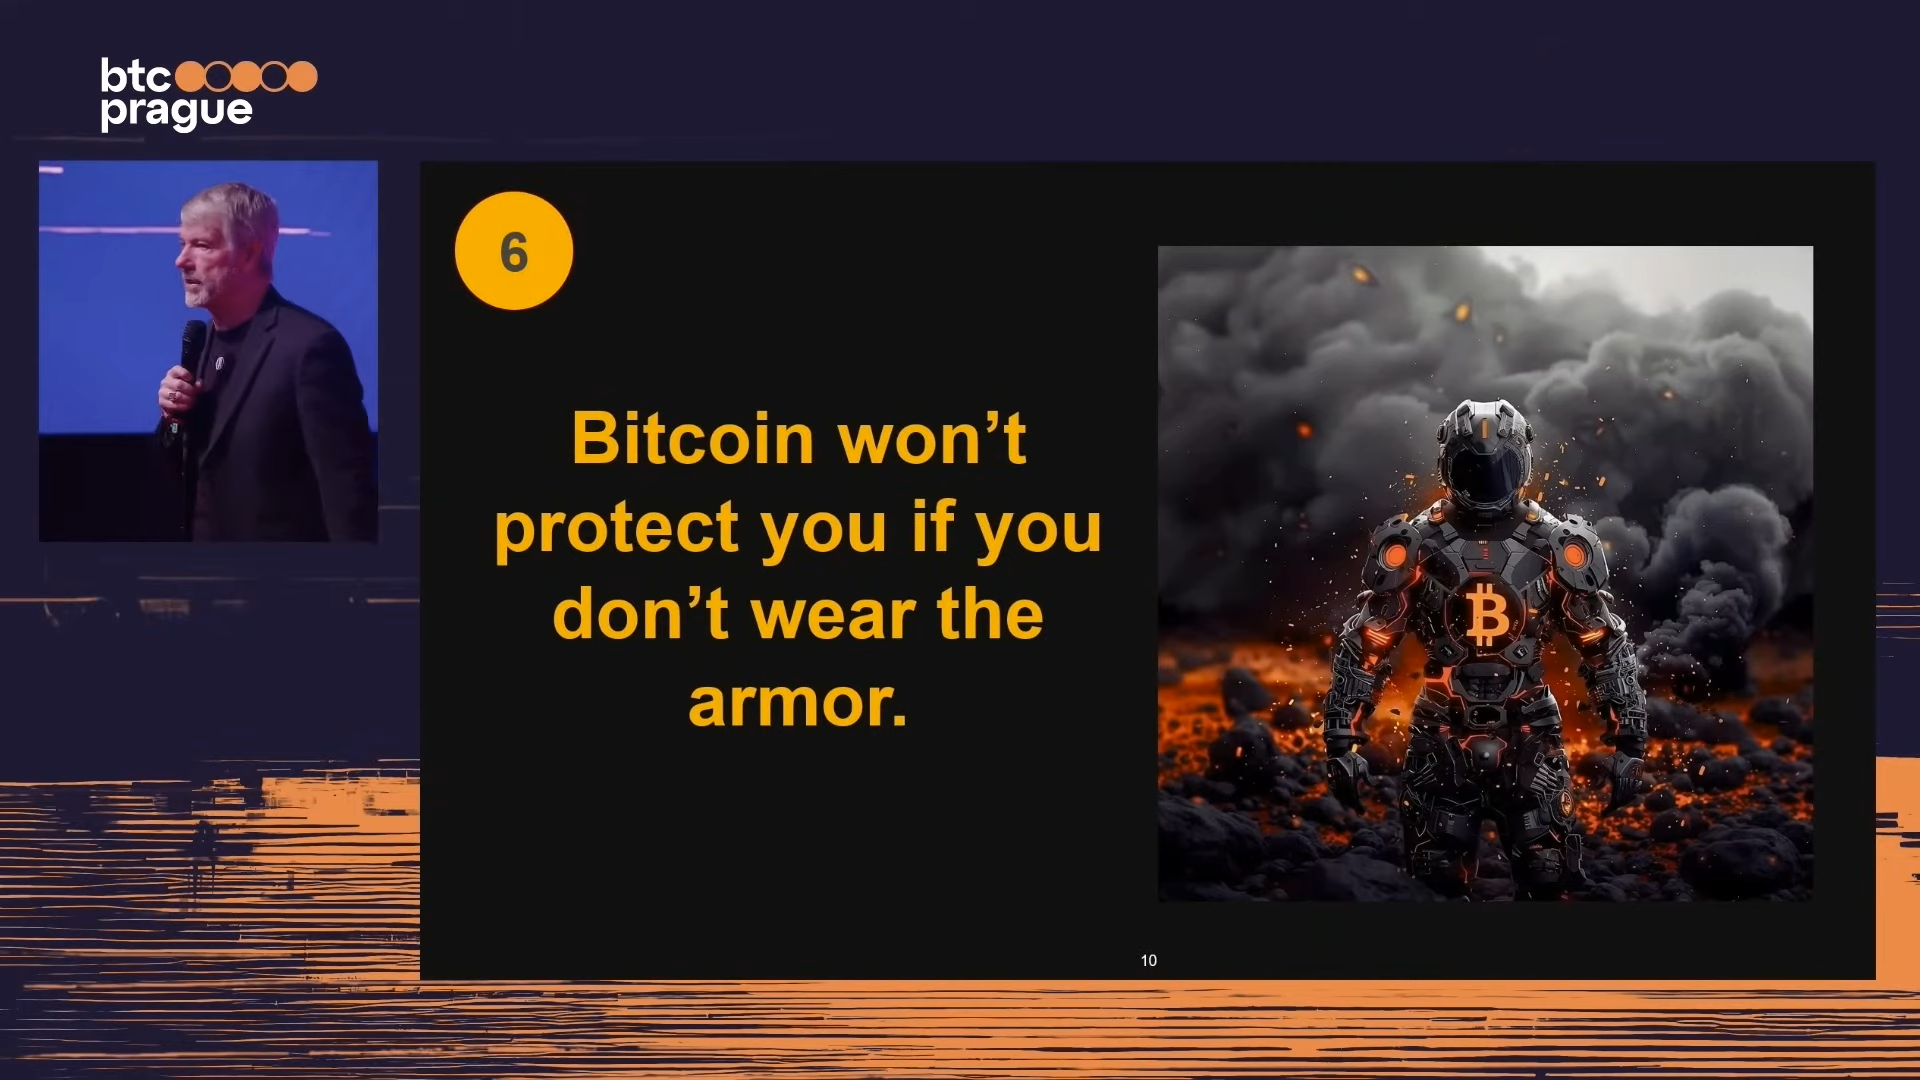 btc
prague
6
Bitcoin won’t
protect you if you
don’t wear the
armor.
10